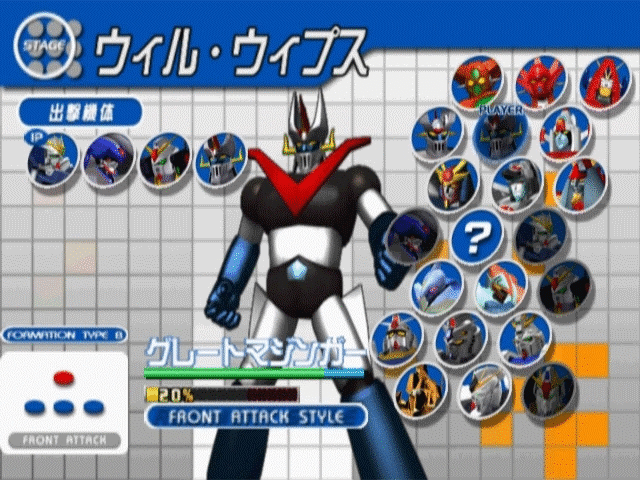 STAGE
ウィル・ウィプス
出撃機体
1P
PLAYER
?
FORMATION TYPE B
グレートマジンガー
20%
FRONT ATTACK STYLE
FRONT ATTACK